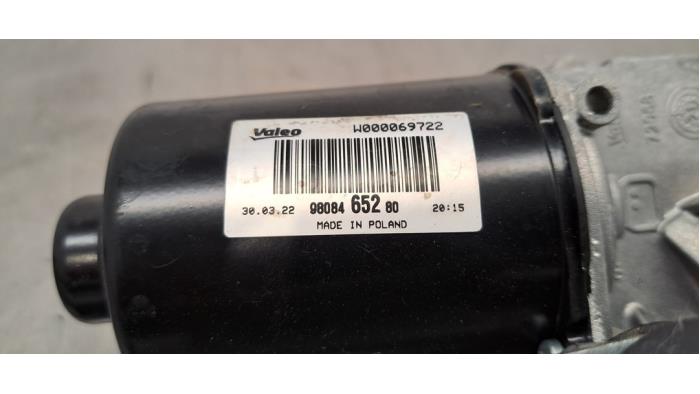 Valeo W000069722
30.03.22 98084 652 80 20:15
MADE IN POLAND